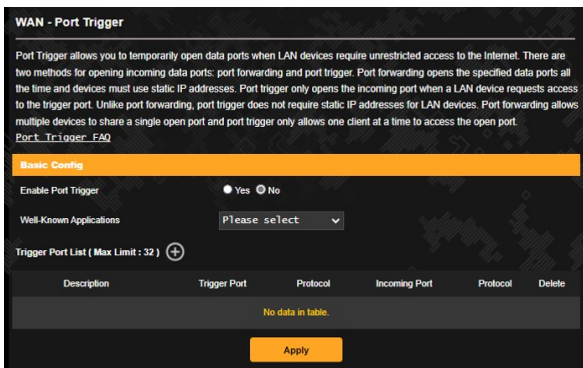 WAN - Port Trigger
Port Trigger allows you to temporarily open data ports when LAN devices require unrestricted access to the Internet. There are
two methods for opening incoming data ports: port forwarding and port trigger. Port forwarding opens the specified data ports all
the time and devices must use static IP addresses. Port trigger only opens the incoming port when a LAN device requests access
to the trigger port. Unlike port forwarding, port trigger does not require static IP addresses for LAN devices. Port forwarding allows
multiple devices to share a single open port and port trigger only allows one client at a time to access the open port.
Port Trigger FAQ
Basic Config
Enable Port Trigger Yes No
Well-Known Applications Please select
Trigger Port List ( Max Limit : 32 )
Description Trigger Port Protocol Incoming Port Protocol Delete
No data in table.
Apply